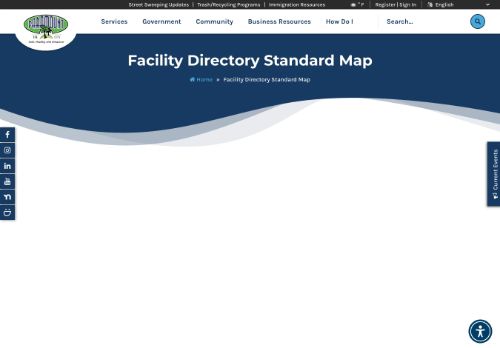 Street Sweeping Updates | Trash/Recycling Programs | Immigration Resources
° F | Register | Sign In | English
PARAMOUNT
Services Government Community Business Resources How Do I Search...
Facility Directory Standard Map
Home » Facility Directory Standard Map
Current Events